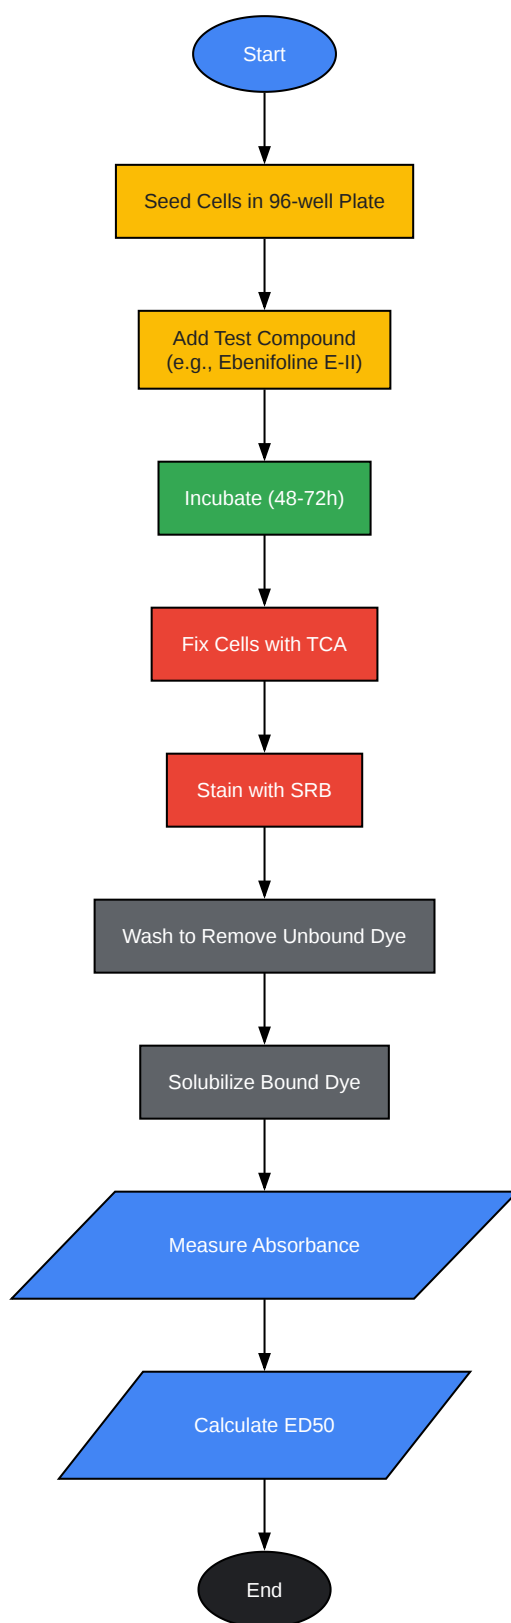 Start
Seed Cells in 96-well Plate
Add Test Compound
(e.g., Ebenifoline E-II)
Incubate (48-72h)
Fix Cells with TCA
Stain with SRB
Wash to Remove Unbound Dye
Solubilize Bound Dye
Measure Absorbance
Calculate ED50
End